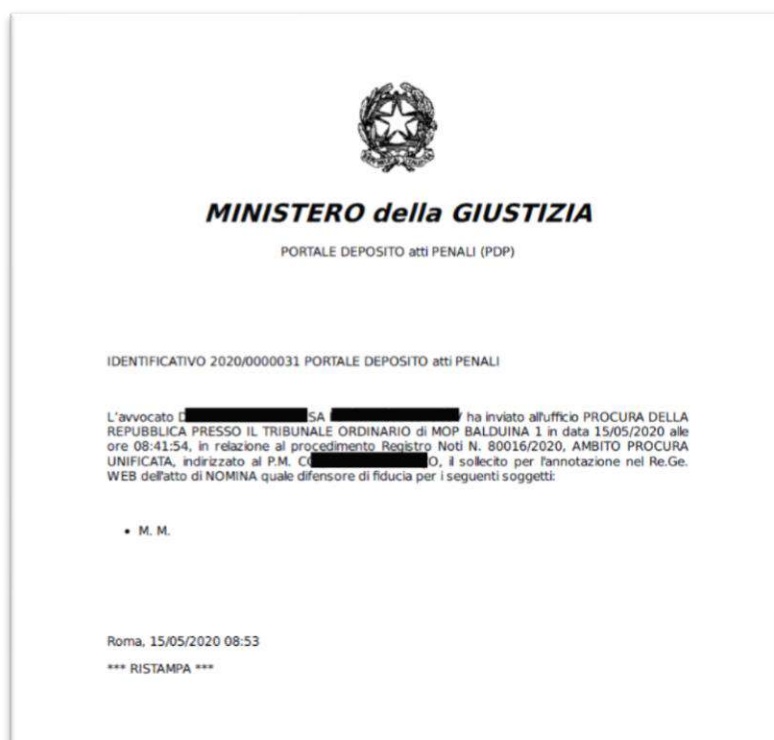 MINISTERO della GIUSTIZIA
PORTALE DEPOSITO atti PENALI (PDP)
IDENTIFICATIVO 2020/0000031 PORTALE DEPOSITO atti PENALI
L'avvocato D SA ha inviato all'ufficio PROCURA DELLA
REPUBBLICA PRESSO IL TRIBUNALE ORDINARIO di MOP BALDUINA 1 in data 15/05/2020 alle
ore 08:41:54, in relazione al procedimento Registro Noti N. 80016/2020, AMBITO PROCURA
UNIFICATA, indirizzato al P.M. CO O, il sollecito per l'annotazione nel Re.Ge.
WEB dell'atto di NOMINA quale difensore di fiducia per i seguenti soggetti:
• M. M.
Roma, 15/05/2020 08:53
*** RISTAMPA ***